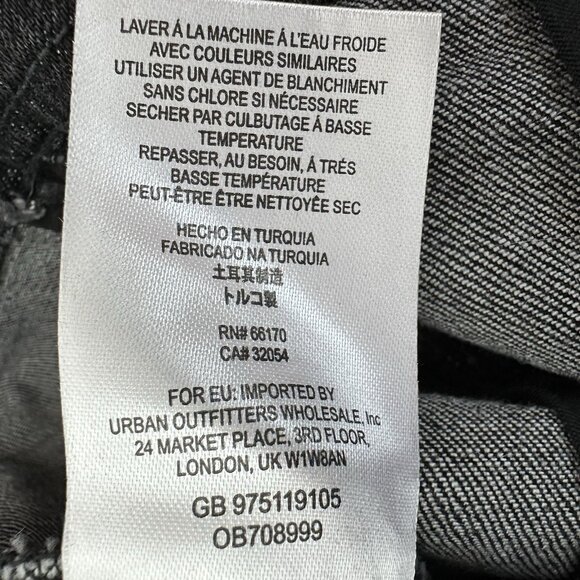 LAVER Á LA MACHINE Á L'EAU FROIDE
AVEC COULEURS SIMILAIRES
UTILISER UN AGENT DE BLANCHIMENT
SANS CHLORE SI NÉCESSAIRE
SECHER PAR CULBUTAGE Á BASSE
TEMPERATURE
REPASSER, AU BESOIN, Á TRÉS
BASSE TEMPÉRATURE
PEUT-ÊTRE ÊTRE NETTOYÉE SEC
HECHO EN TURQUIA
FABRICADO NA TURQUIA
土耳其制造
トルコ製
RN# 66170
CA# 32054
FOR EU: IMPORTED BY
URBAN OUTFITTERS WHOLESALE, Inc
24 MARKET PLACE, 3RD FLOOR,
LONDON, UK W1W8AN
GB 975119105
OB708999